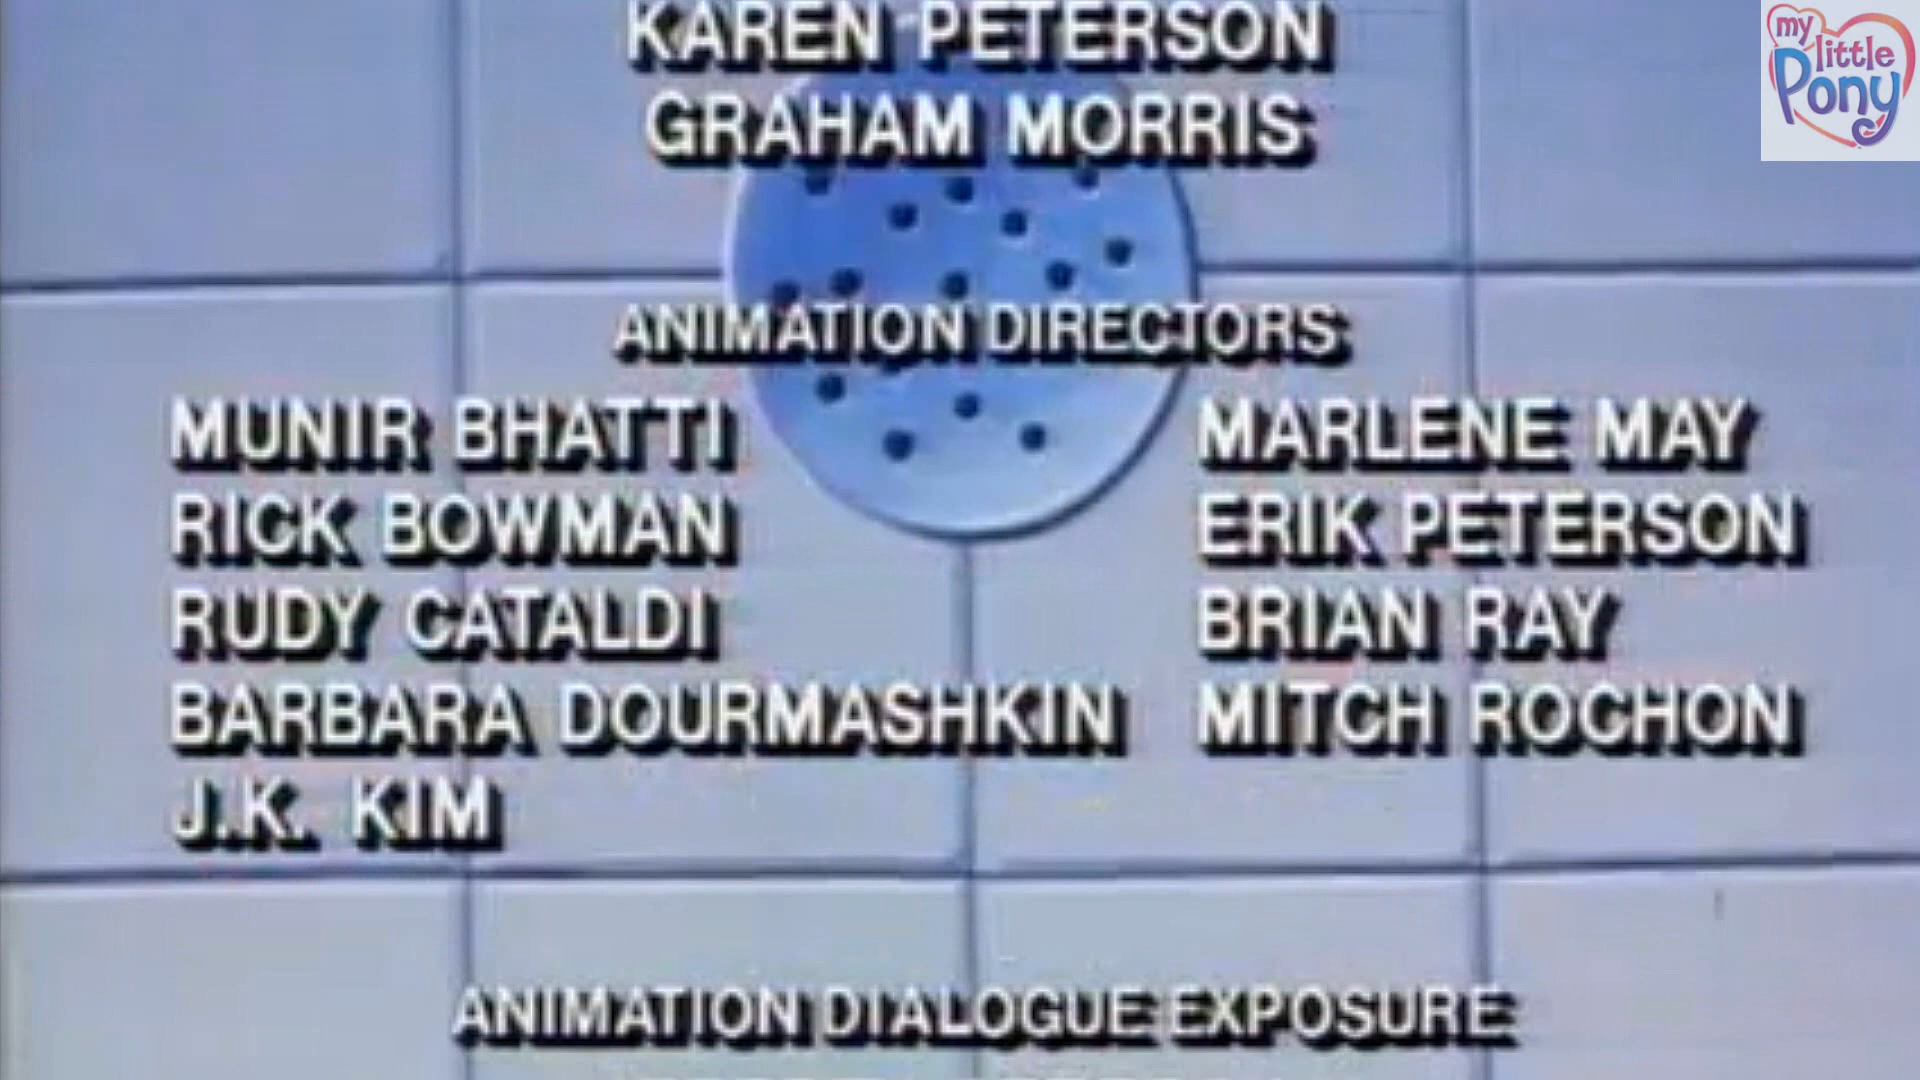 KAREN PETERSON
GRAHAM MORRIS
my little Pony
ANIMATION DIRECTORS
MUNIR BHATTI
RICK BOWMAN
RUDY CATALDI
BARBARA DOURMASHKIN
J.K. KIM
MARLENE MAY
ERIK PETERSON
BRIAN RAY
MITCH ROCHON
ANIMATION DIALOGUE EXPOSURE